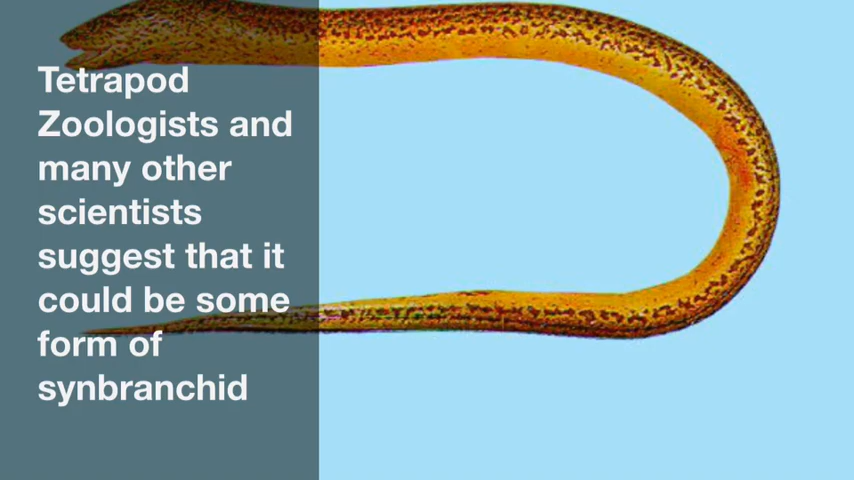 Tetrapod
Zoologists and
many other
scientists
suggest that it
could be some
form of
synbranchid